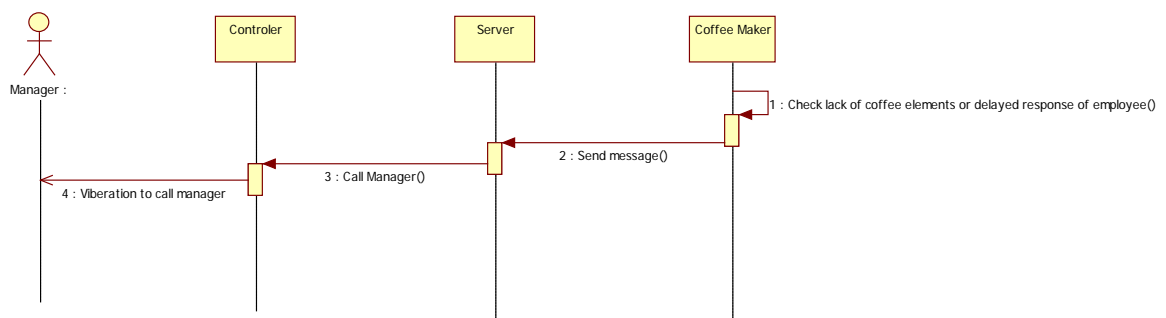 Controler
Server
Coffee Maker
Manager :
1 : Check lack of coffee elements or delayed response of employee()
2 : Send message()
3 : Call Manager()
4 : Viberation to call manager